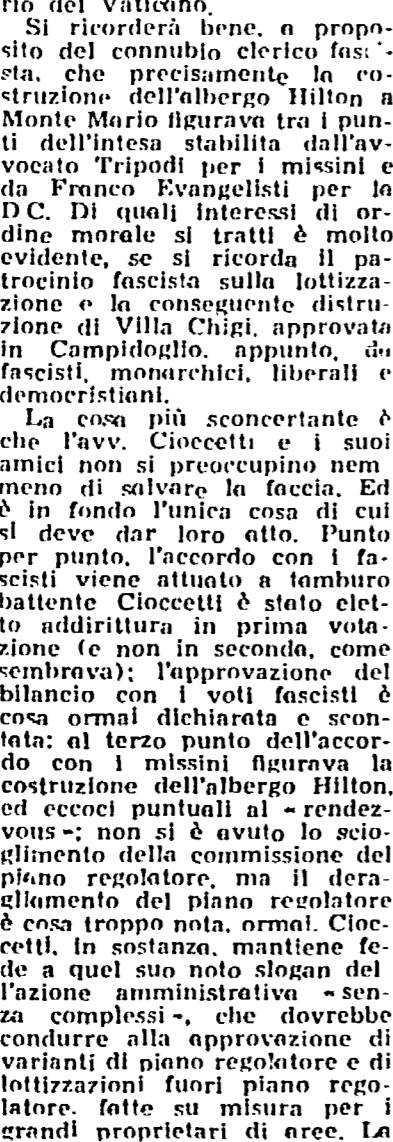 rio del Vaticano.
Si ricorderà bene, a propo-
sito del connubio clerico fasci-
sta, che precisamente la co-
struzione dell'albergo Hilton a
Monte Mario figurava tra i pun-
ti dell'intesa stabilita dall'av-
vocato Tripodi per i missini e
da Franco Evangelisti per la
DC. Di quali interessi di or-
dine morale si tratti è molto
evidente, se si ricorda il pa-
trocinio fascista sulla lottizza-
zione e la conseguente distru-
zione di Villa Chigi, approvata
in Campidoglio, appunto, da
fascisti, monarchici, liberali e
democristiani.
La cosa più sconcertante è
che l'avv. Cioccetti e i suoi
amici non si preoccupino nem
meno di salvare la faccia. Ed
è in fondo l'unica cosa di cui
si deve dar loro atto. Punto
per punto, l'accordo con i fa-
scisti viene attuato a tamburo
battente Cioccetti è stato elet-
to addirittura in prima vota-
zione (e non in seconda, come
sembrava); l'approvazione del
bilancio con i voti fascisti è
cosa ormai dichiarata e scon-
tata; al terzo punto dell'accor-
do con i missini figurava la
costruzione dell'albergo Hilton,
ed eccoci puntuali al « rendez-
vous »; non si è avuto lo scio-
glimento della commissione del
piano regolatore, ma il dera-
gliamento del piano regolatore
è cosa troppo nota, ormai. Cioc-
cetti, in sostanza, mantiene fe-
de a quel suo noto slogan del
l'azione amministrativa « sen-
za complessi », che dovrebbe
condurre alla approvazione di
varianti di piano regolatore e di
lottizzazioni fuori piano rego-
latore, fatte su misura per i
grandi proprietari di aree. La